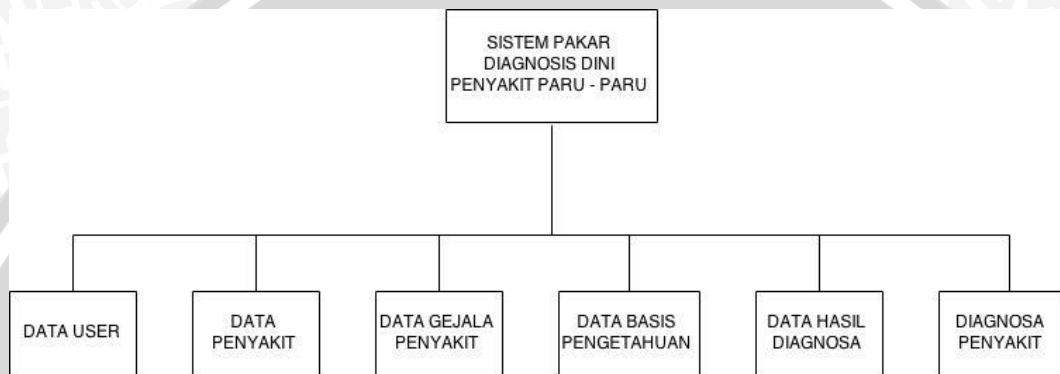 SISTEM PAKAR
DIAGNOSIS DINI
PENYAKIT PARU - PARU
DATA USER
DATA
PENYAKIT
DATA GEJALA
PENYAKIT
DATA BASIS
PENGETAHUAN
DATA HASIL
DIAGNOSA
DIAGNOSA
PENYAKIT